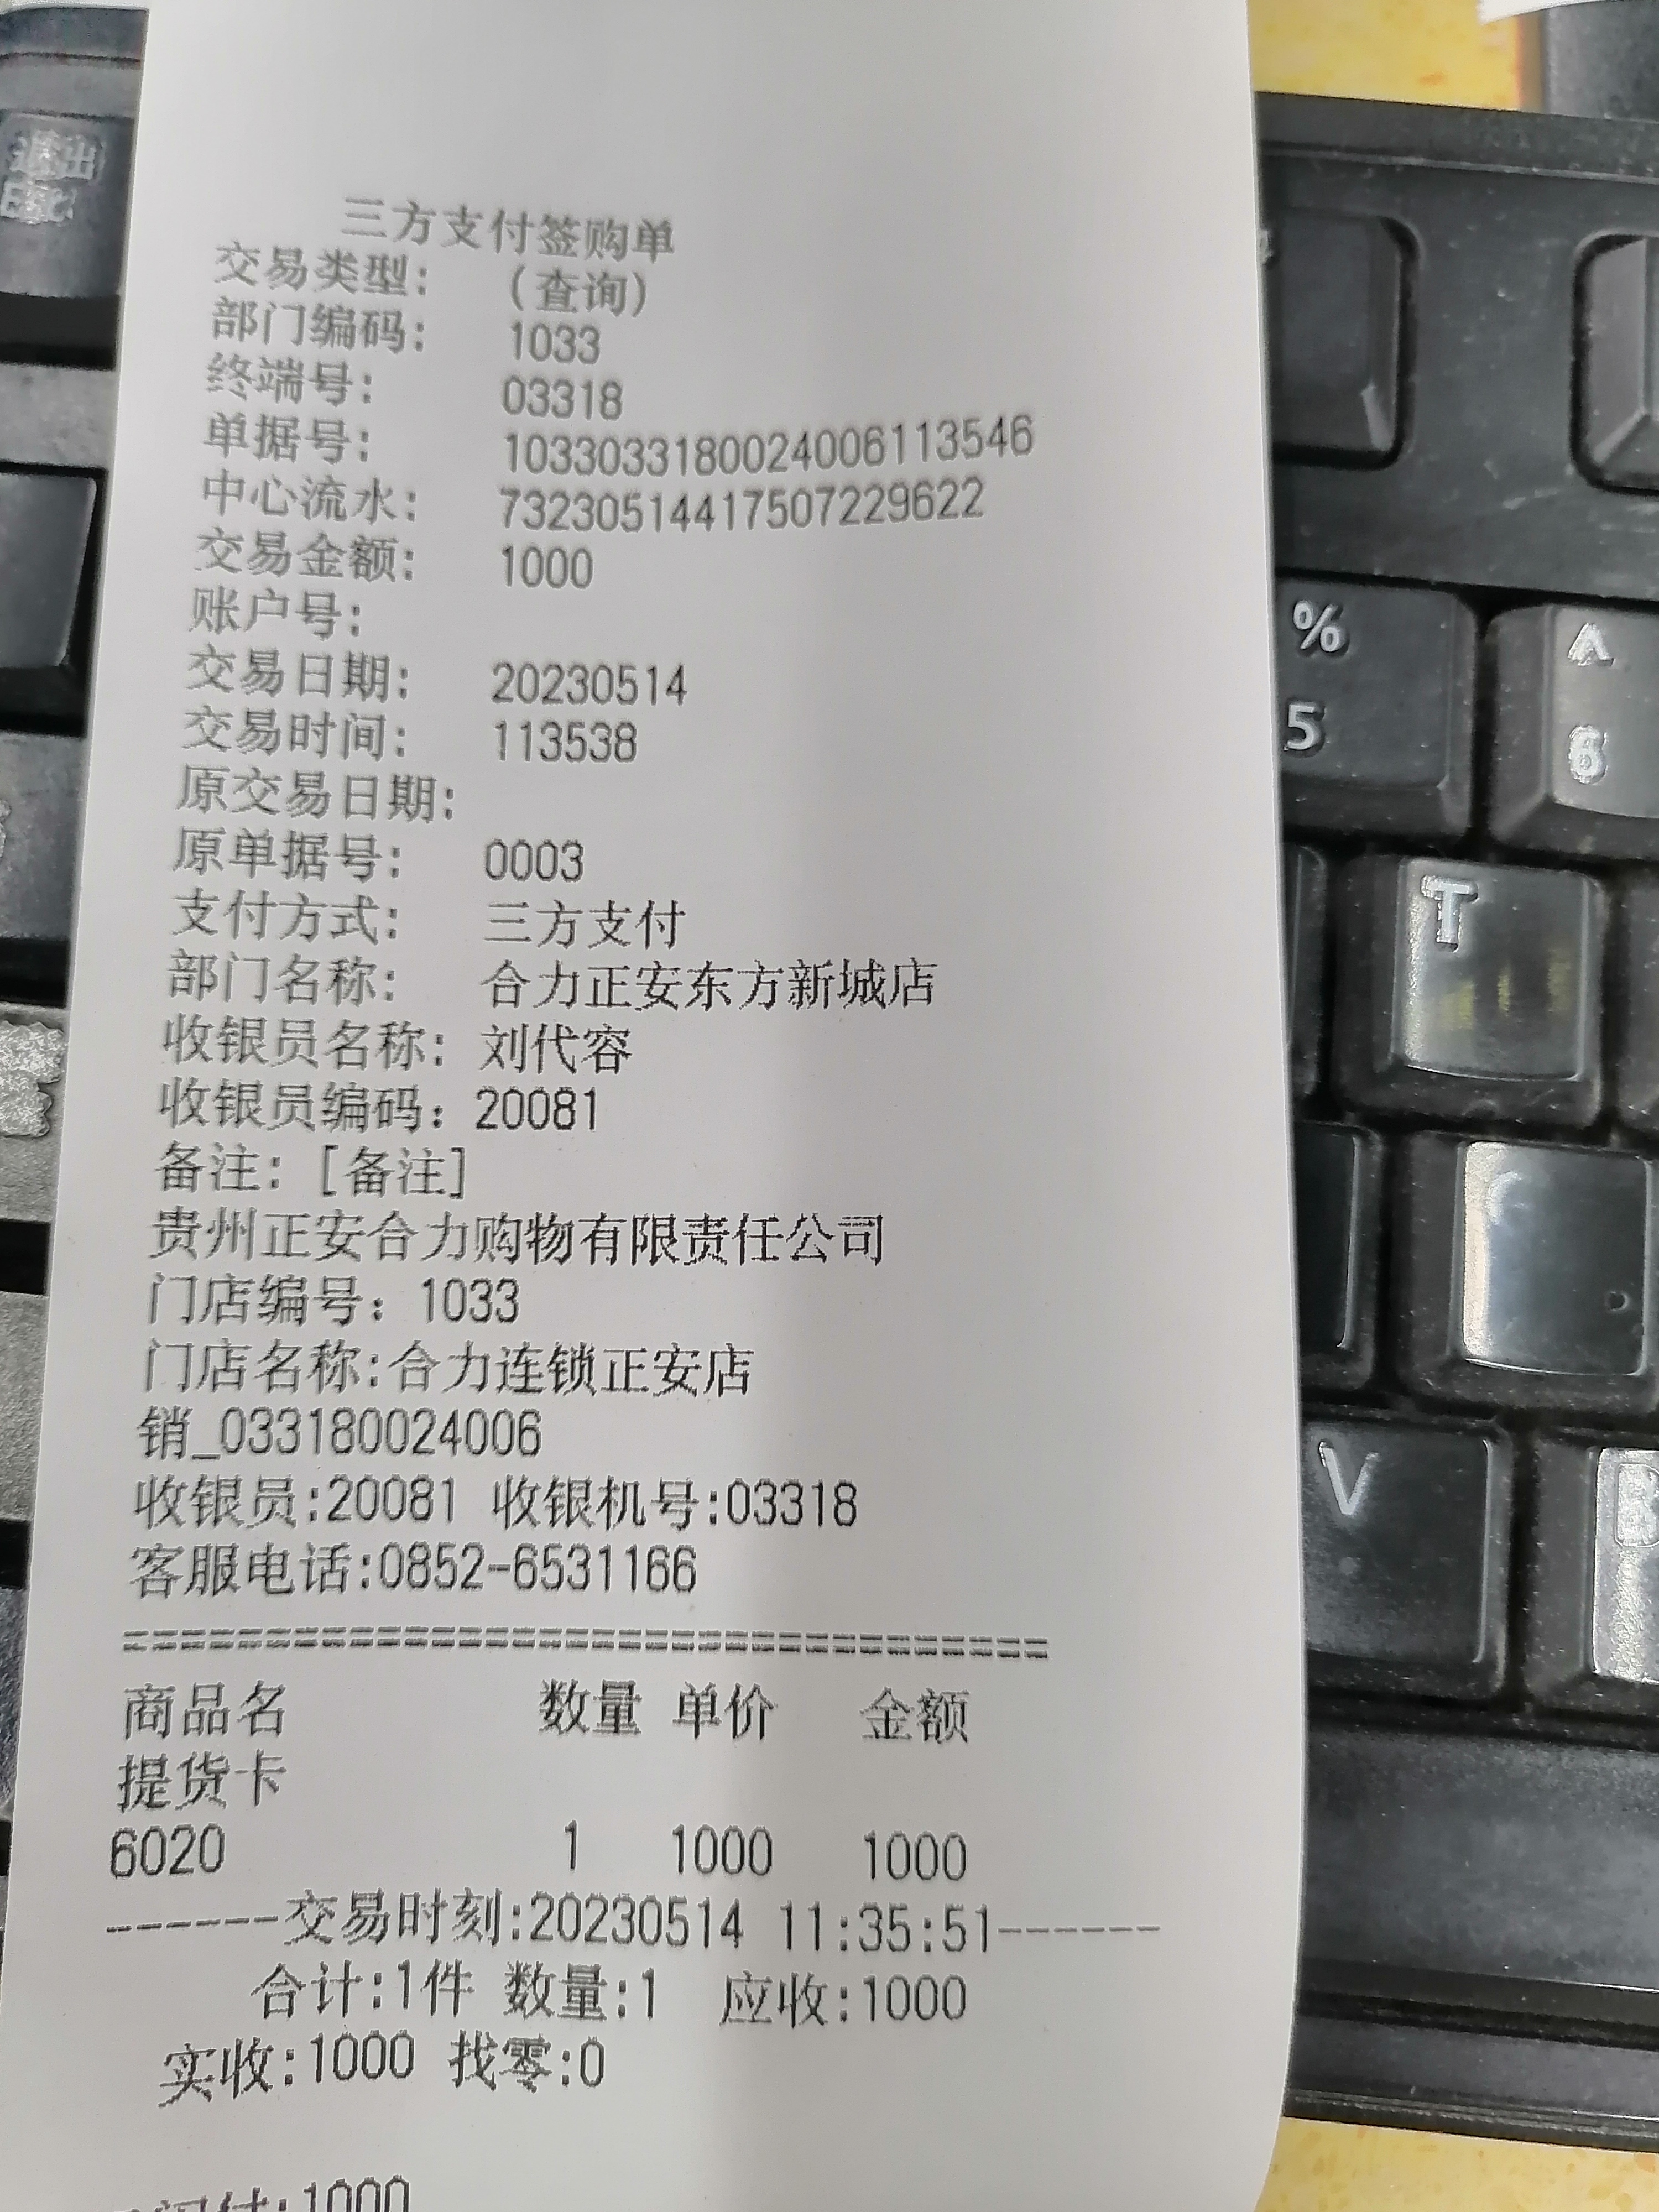 三方支付签购单
交易类型： （查询）
部门编码： 1033
终端号： 03318
单据号： 1033033180024006113546
中心流水： 73230514417507229622
交易金额： 1000
账户号：
交易日期： 20230514
交易时间： 113538
原交易日期：
原单据号： 0003
支付方式： 三方支付
部门名称： 合力正安东方新城店
收银员名称： 刘代容
收银员编码： 20081
备注： [备注]
贵州正安合力购物有限责任公司
门店编号： 1033
门店名称:合力连锁正安店
销_033180024006
收银员:20081 收银机号:03318
客服电话:0852-6531166
==================================
商品名 数量 单价 金额
提货卡
6020 1 1000 1000
------交易时刻:20230514 11:35:51------
合计:1件 数量:1 应收:1000
实收:1000 找零:0
付:1000
退出
Esc
%
5
^
6
T
V
B